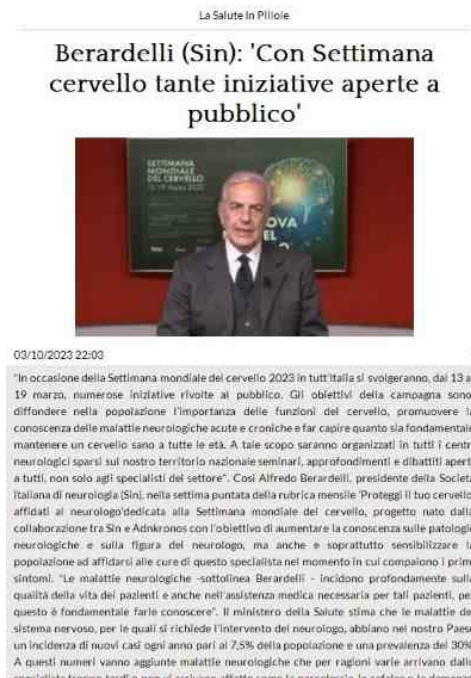 La Salute in Pillole
Berardelli (Sin): 'Con Settimana
cervello tante iniziative aperte a
pubblico'
SETTIMANA
MONDIALE
DEL CERVELLO
OVA
EL
03/10/2023 22:03
"In occasione della Settimana mondiale del cervello 2023 in tutt'Italia si svolgeranno, dal 13 a
19 marzo, numerose iniziative rivolte al pubblico. Gli obiettivi della campagna sono
diffondere nella popolazione l'importanza delle funzioni del cervello, promuovere l
conoscenza delle malattie neurologiche acute e croniche e far capire quanto sia fondamentale
mantenere un cervello sano a tutte le età. A tale scopo saranno organizzati in tutti i centr
neurologici sparsi sul nostro territorio nazionale seminari, approfondimenti e dibattiti apert
a tutti, non solo agli specialisti del settore". Così Alfredo Berardelli, presidente della Societa
italiana di neurologia (Sin), nella settima puntata della rubrica mensile 'Proteggi il tuo cervello
affidati al neurologo'dedicata alla Settimana mondiale del cervello, progetto nato dalla
collaborazione tra Sin e Adnkronos con l'obiettivo di aumentare la conoscenza sulle patologie
neurologiche e sulla figura del neurologo, ma anche e soprattutto sensibilizzare la
popolazione ad affidarsi alle cure di questo specialista nel momento in cui compaiono i prim
sintomi. "Le malattie neurologiche -sottolinea Berardelli - incidono profondamente sulla
qualità della vita dei pazienti e anche nell'assistenza medica necessaria per tali pazienti, pe
questo è fondamentale farle conoscere". Il ministero della Salute stima che le malattie de
sistema nervoso, per le quali si richiede l'intervento del neurologo, abbiano nel nostro Paese
un incidenza di nuovi casi ogni anno pari al 7,5% della popolazione e una prevalenza del 30%
A questi numeri vanno aggiunte malattie neurologiche che per ragioni varie arrivano dallo